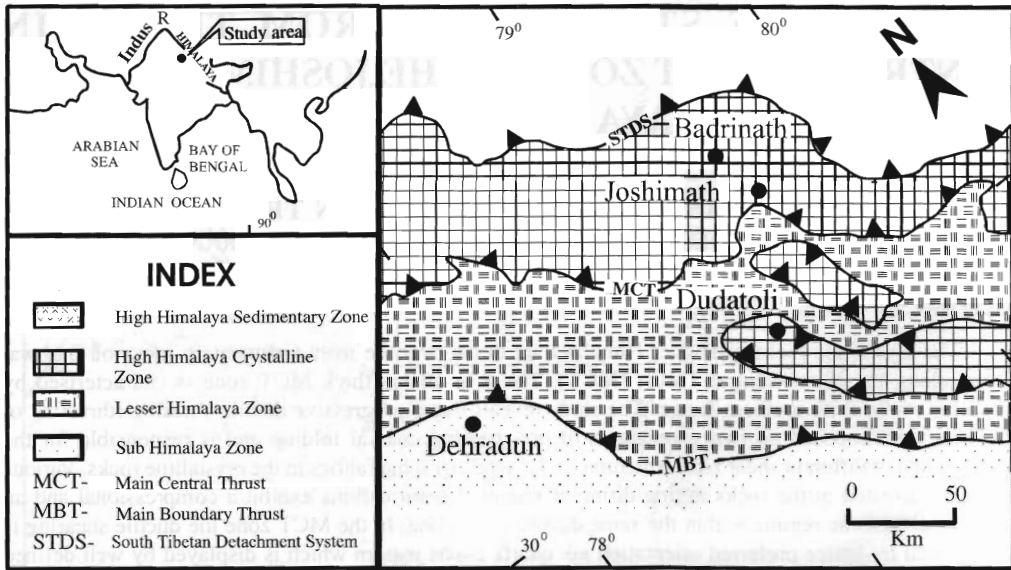 Indus
R
HIMALAYA
Study area
ARABIAN
SEA
BAY OF
BENGAL
INDIAN OCEAN
90⁰
INDEX
High Himalaya Sedimentary Zone
High Himalaya Crystalline
Zone
Lesser Himalaya Zone
Sub Himalaya Zone
MCT- Main Central Thrust
MBT- Main Boundary Thrust
STDS- South Tibetan Detachment System
79⁰
80⁰
N
STDS
Badrinath
Joshimath
MCT
Dudatoli
Dehradun
MBT
0 50
Km
30⁰ 78⁰